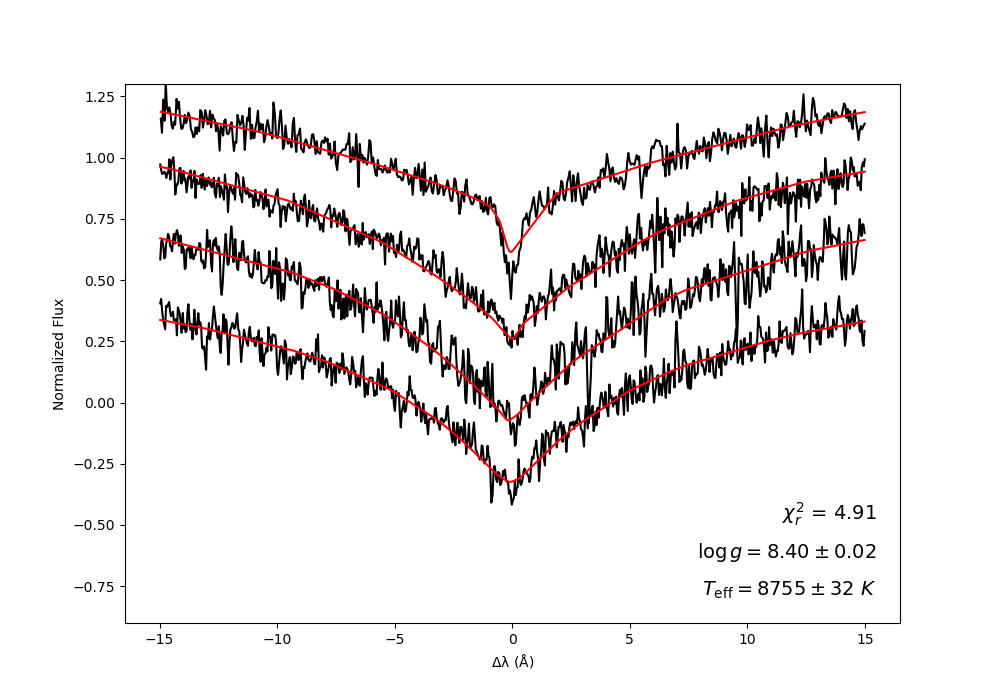 1.25
1.00
0.75
0.50
0.25
0.00
−0.25
−0.50
−0.75
Normalized Flux
χ²ᵣ = 4.91
log g = 8.40 ± 0.02
T_eff = 8755 ± 32 K
−15 −10 −5 0 5 10 15
Δλ (Å)